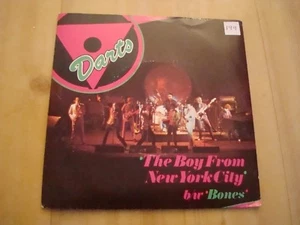 Darts
'The Boy From
New York City'
b/w 'Bones'